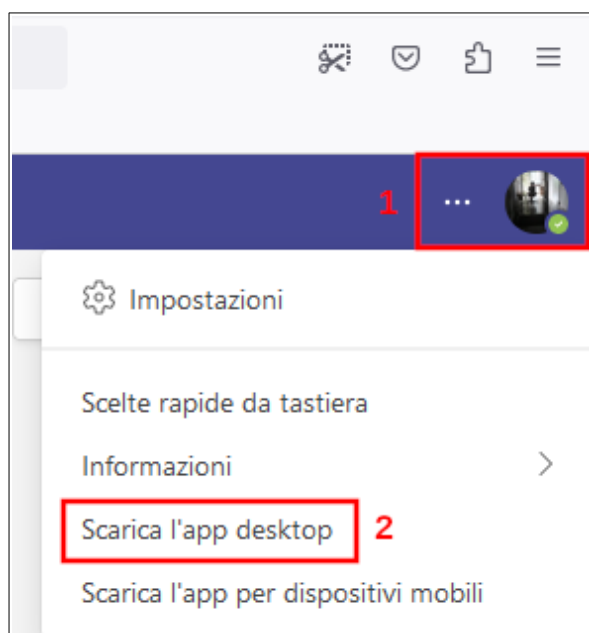 1
Impostazioni
Scelte rapide da tastiera
Informazioni
Scarica l'app desktop 2
Scarica l'app per dispositivi mobili